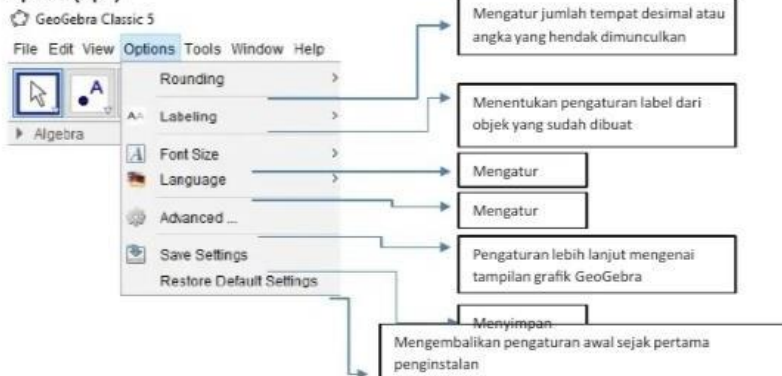 GeoGebra Classic 5
File Edit View Options Tools Window Help
Rounding
Labeling
Algebra
Font Size
Language
Advanced ...
Save Settings
Restore Default Settings
Mengatur jumlah tempat desimal atau
angka yang hendak dimunculkan
Menentukan pengaturan label dari
objek yang sudah dibuat
Mengatur
Mengatur
Pengaturan lebih lanjut mengenai
tampilan grafik GeoGebra
Menyimpan
Mengembalikan pengaturan awal sejak pertama
penginstalan